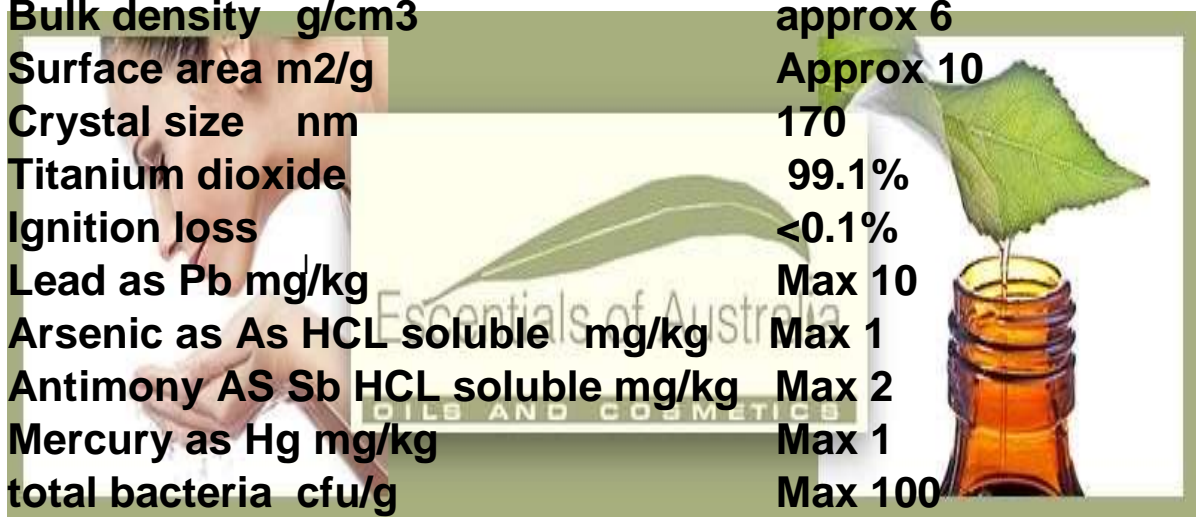 Bulk density g/cm3 approx 6
Surface area m2/g Approx 10
Crystal size nm 170
Titanium dioxide 99.1%
Ignition loss <0.1%
Lead as Pb mg/kg Max 10
Escentials of Australia
Arsenic as As HCL soluble mg/kg Max 1
Antimony AS Sb HCL soluble mg/kg Max 2
OILS AND COSMETICS
Mercury as Hg mg/kg Max 1
total bacteria cfu/g Max 100